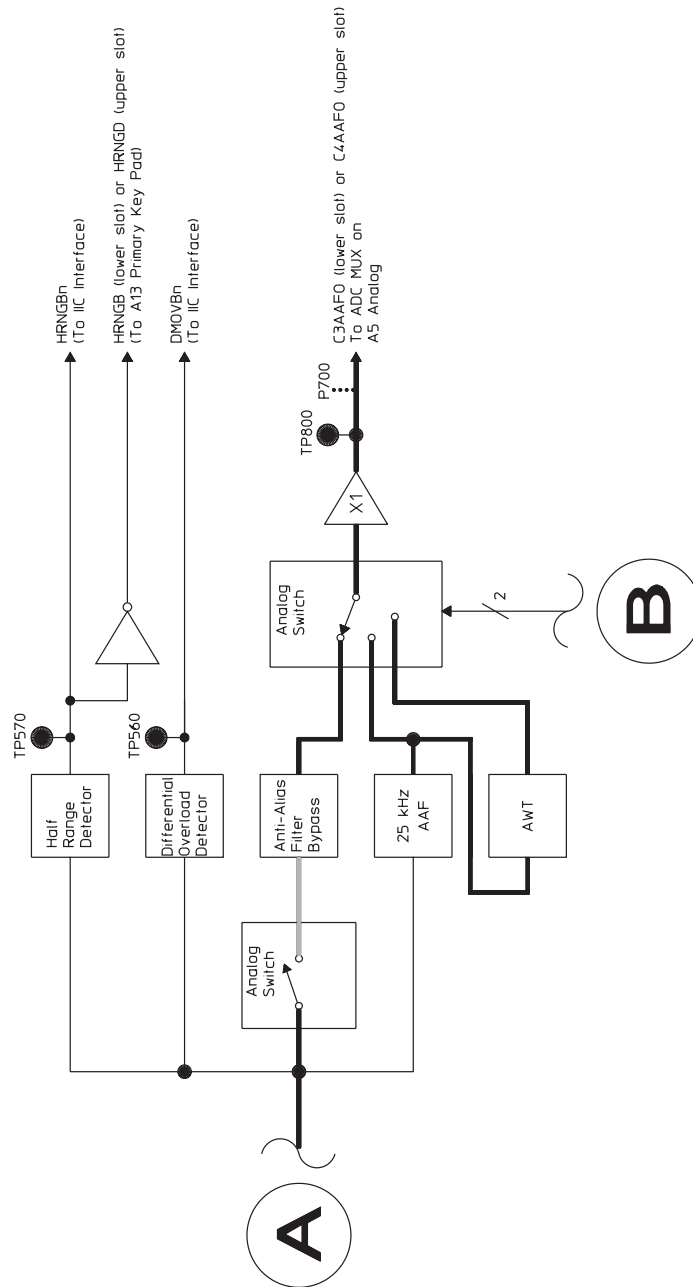 HRNGBn
(To IIC Interface)
HRNGB (lower slot) or HRNGD (upper slot)
(To A13 Primary Key Pad)
DMOVBn
(To IIC Interface)
TP570
Half
Range
Detector
TP560
Differential
Overload
Detector
C3AAFO (lower slot) or C4AAFO (upper slot)
To ADC MUX on
A5 Analog
P700
TP800
X1
Analog
Switch
Anti-Alias
Filter
Bypass
Analog
Switch
25 kHz
AAF
AWT
2
A
B